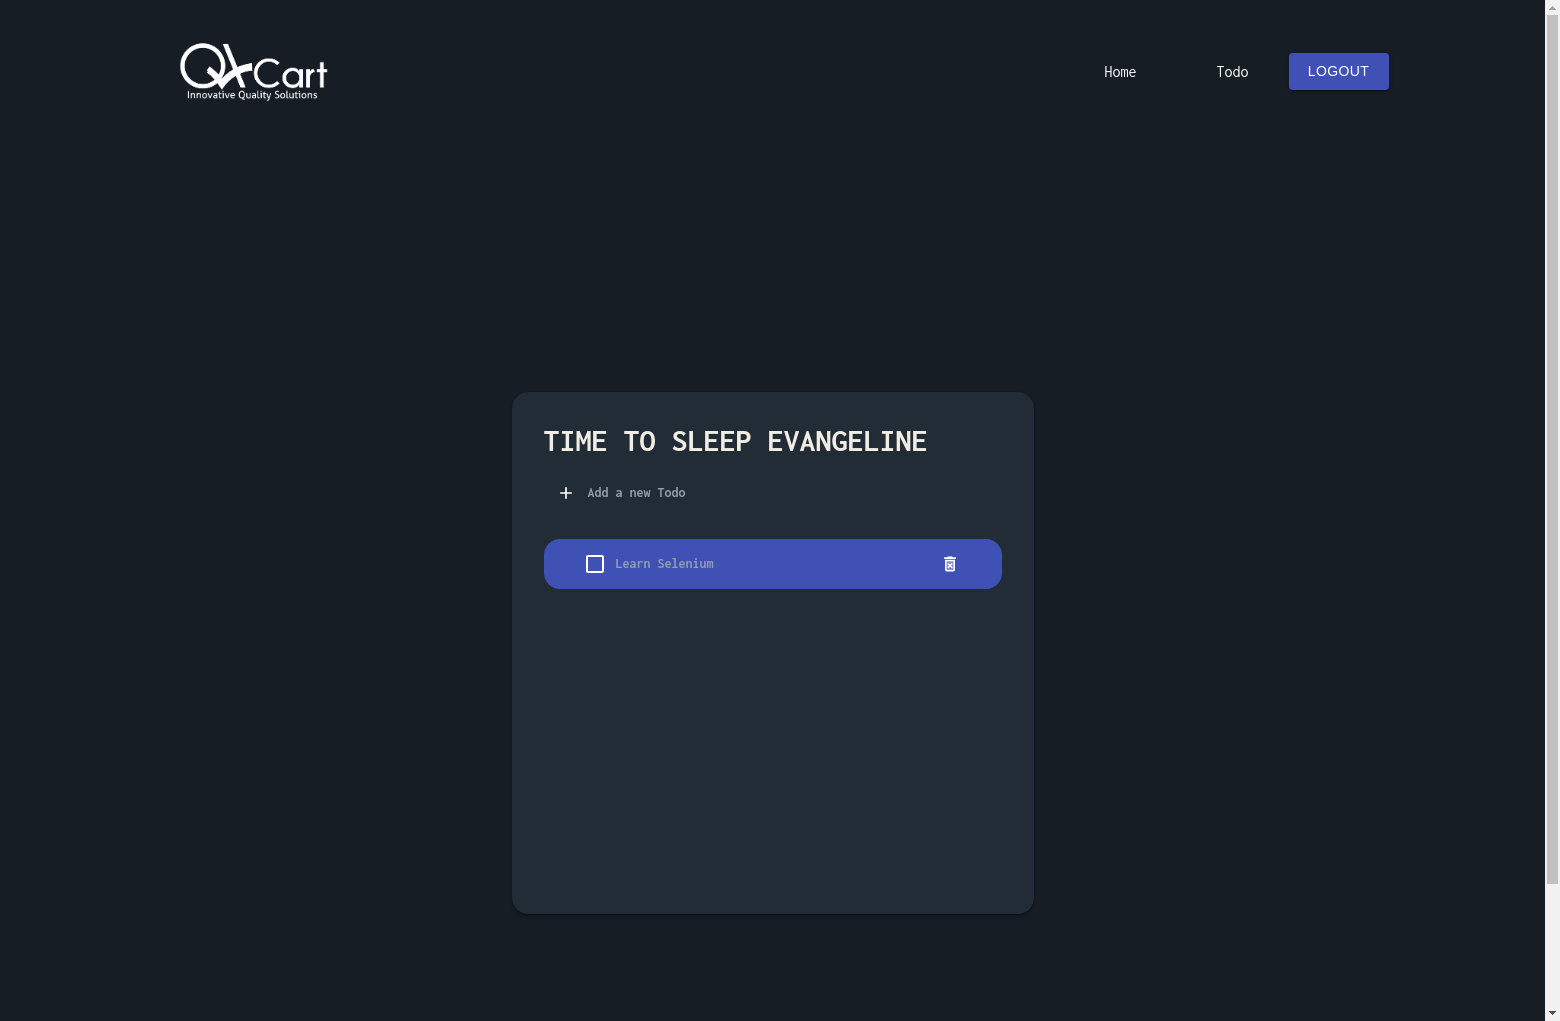 QACart
Innovative Quality Solutions
Home
Todo
LOGOUT
TIME TO SLEEP EVANGELINE
Add a new Todo
Learn Selenium